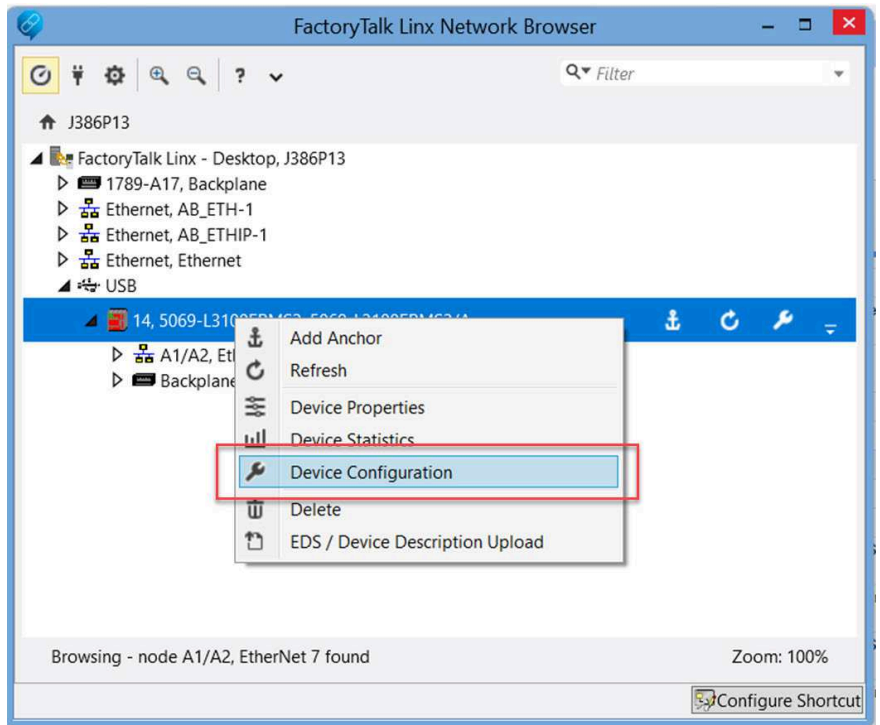 FactoryTalk Linx Network Browser
? Filter
J386P13
FactoryTalk Linx - Desktop, J386P13
1789-A17, Backplane
Ethernet, AB_ETH-1
Ethernet, AB_ETHIP-1
Ethernet, Ethernet
USB
14,
A1/A2,
Backplane
Add Anchor
Refresh
Device Properties
Device Statistics
Device Configuration
Delete
EDS / Device Description Upload
Browsing - node A1/A2, EtherNet 7 found Zoom: 100%
Configure Shortcut